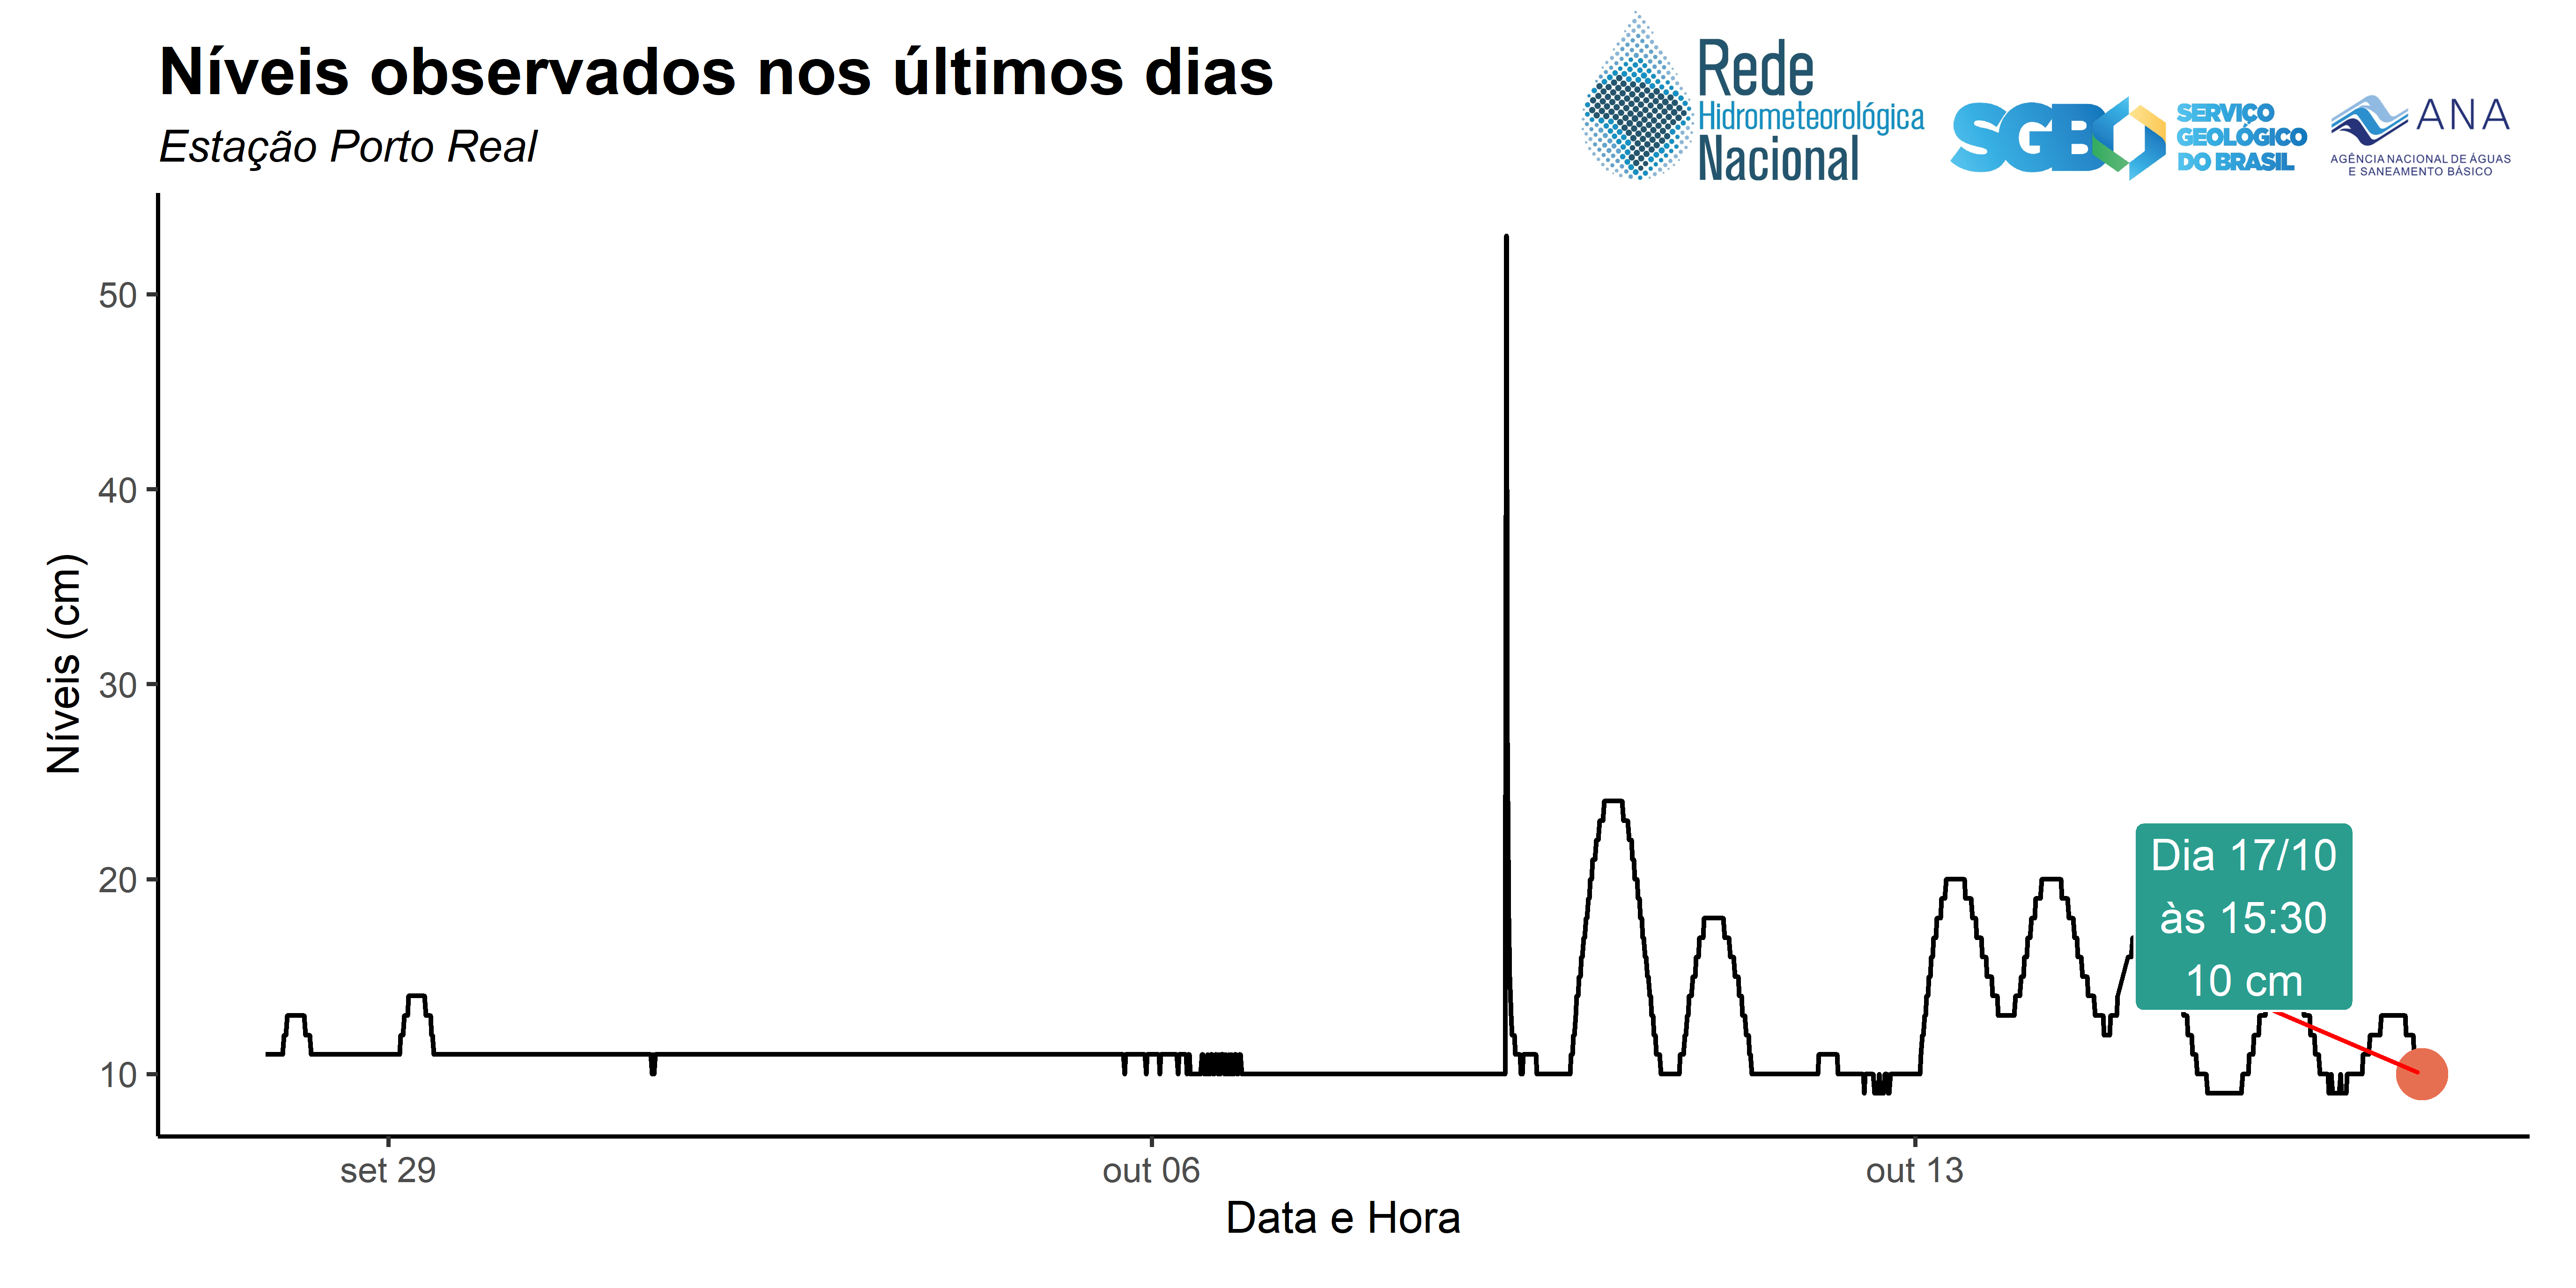 Níveis observados nos últimos dias
Estação Porto Real
Rede
Hidrometeorológica
Nacional
SGB
SERVIÇO
GEOLÓGICO
DO BRASIL
ANA
AGÊNCIA NACIONAL DE ÁGUAS
E SANEAMENTO BÁSICO
Níveis (cm)
50
40
30
20
10
Dia 17/10
às 15:30
10 cm
set 29
out 06
out 13
Data e Hora